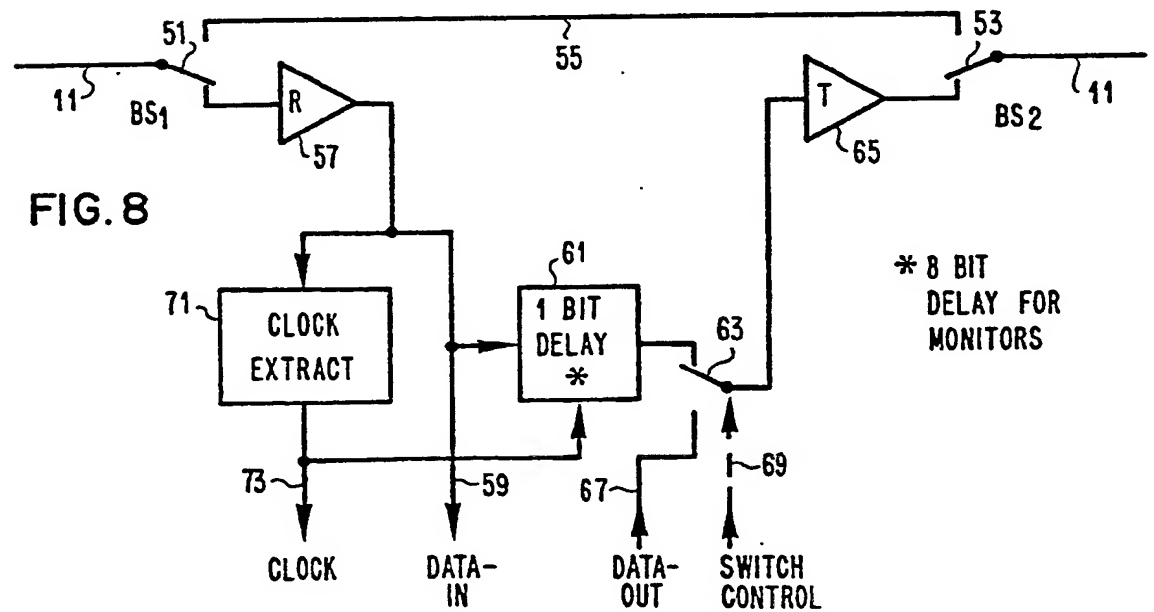 51
53
55
11
BS1
R
57
T
65
BS2
11
FIG. 8
71
CLOCK
EXTRACT
61
1 BIT
DELAY
*
63
* 8 BIT
DELAY FOR
MONITORS
73
59
67
69
CLOCK
DATA-
IN
DATA-
OUT
SWITCH
CONTROL